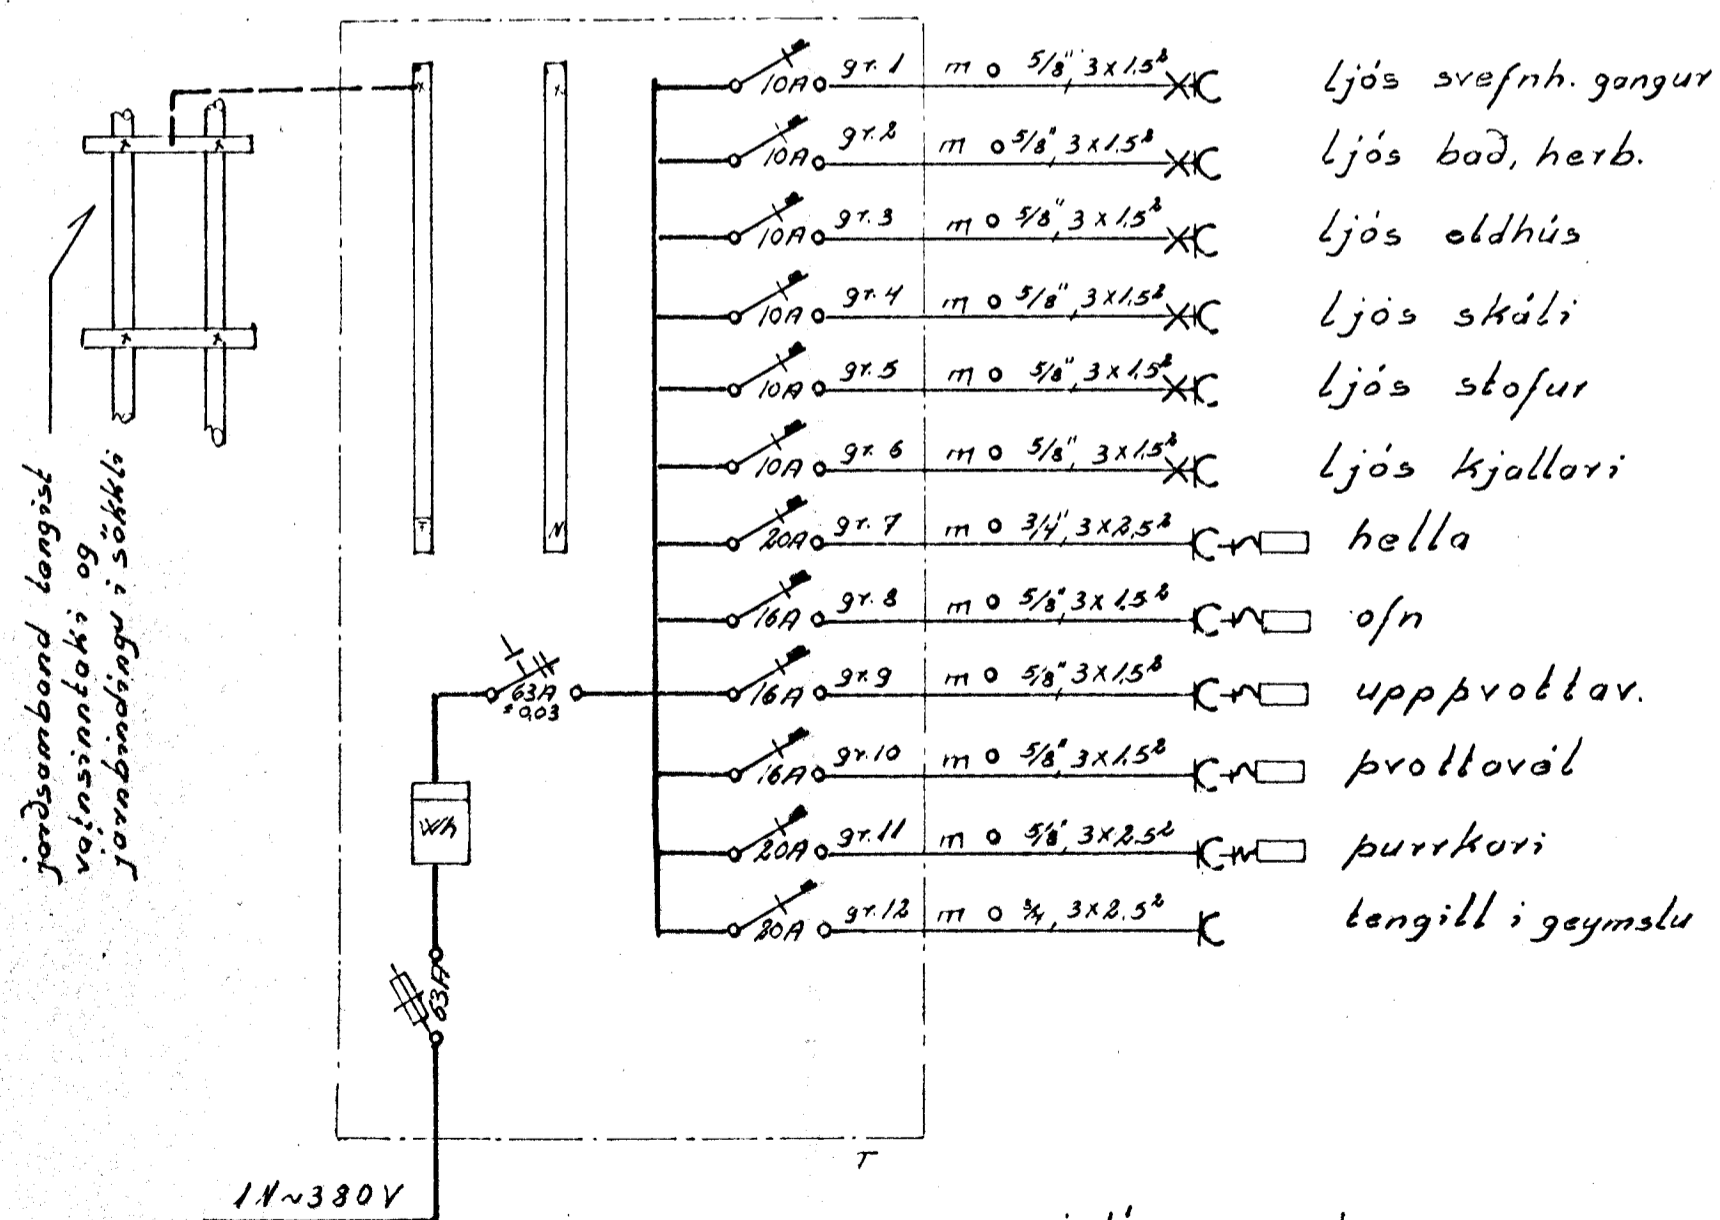 10A gr. 1 m o 5/8" 3x1.5² ljós svefnh. gangur
10A gr. 2 m o 5/8" 3x1.5² ljós bað, herb.
10A gr. 3 m o 5/8" 3x1.5² ljós eldhús
10A gr. 4 m o 5/8" 3x1.5² ljós skáli
10A gr. 5 m o 5/8" 3x1.5² ljós stofur
10A gr. 6 m o 5/8" 3x1.5² ljós kjallari
20A gr. 7 m o 3/4" 3x2.5² hella
16A gr. 8 m o 5/8" 3x1.5² ofn
16A gr. 9 m o 5/8" 3x1.5² uppþvottav.
16A gr. 10 m o 5/8" 3x1.5² þvottavél
20A gr. 11 m o 5/8" 3x2.5² þurrkari
20A gr. 12 m o 3/4, 3x2.5² tengill i geymslu
T
N
63A
0,03
Wh
63A
T
1N~380V
jarðsamband tengist
vatnsinntaki og
járnabindingu i sökkli